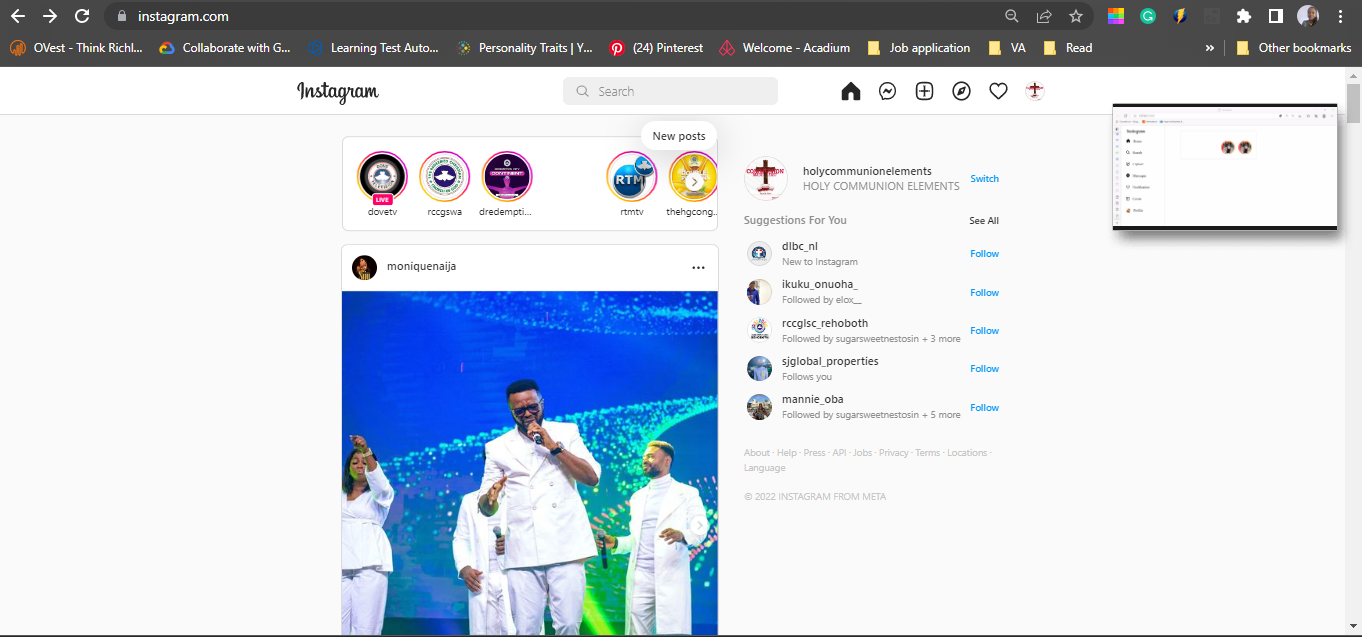 instagram.com
OVest - Think Richl...
Collaborate with G...
Learning Test Auto...
Personality Traits | Y...
(24) Pinterest
Welcome - Acadium
Job application
VA
Read
»
Other bookmarks
Instagram
Search
New posts
LIVE
dovetv
rccgswa
dredempti...
RTM
rtmtv
thehgcong...
moniquenaija
holycommunionelements
HOLY COMMUNION ELEMENTS
Switch
Suggestions For You
See All
dlbc_nl
New to Instagram
Follow
ikuku_onuoha_
Followed by elox__
Follow
rccglsc_rehoboth
Followed by sugarsweetnestosin + 3 more
Follow
sjglobal_properties
Follows you
Follow
mannie_oba
Followed by sugarsweetnestosin + 5 more
Follow
About · Help · Press · API · Jobs · Privacy · Terms · Locations ·
Language
© 2022 INSTAGRAM FROM META